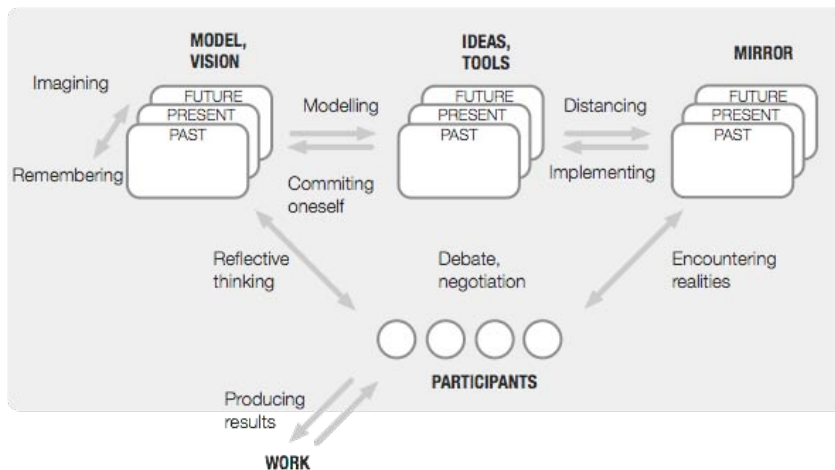 MODEL,
VISION
IDEAS,
TOOLS
MIRROR
Imagining
Remembering
FUTURE
PRESENT
PAST
Modelling
Commiting
oneself
FUTURE
PRESENT
PAST
Distancing
Implementing
FUTURE
PRESENT
PAST
Reflective
thinking
Debate,
negotiation
Encountering
realities
PARTICIPANTS
Producing
results
WORK